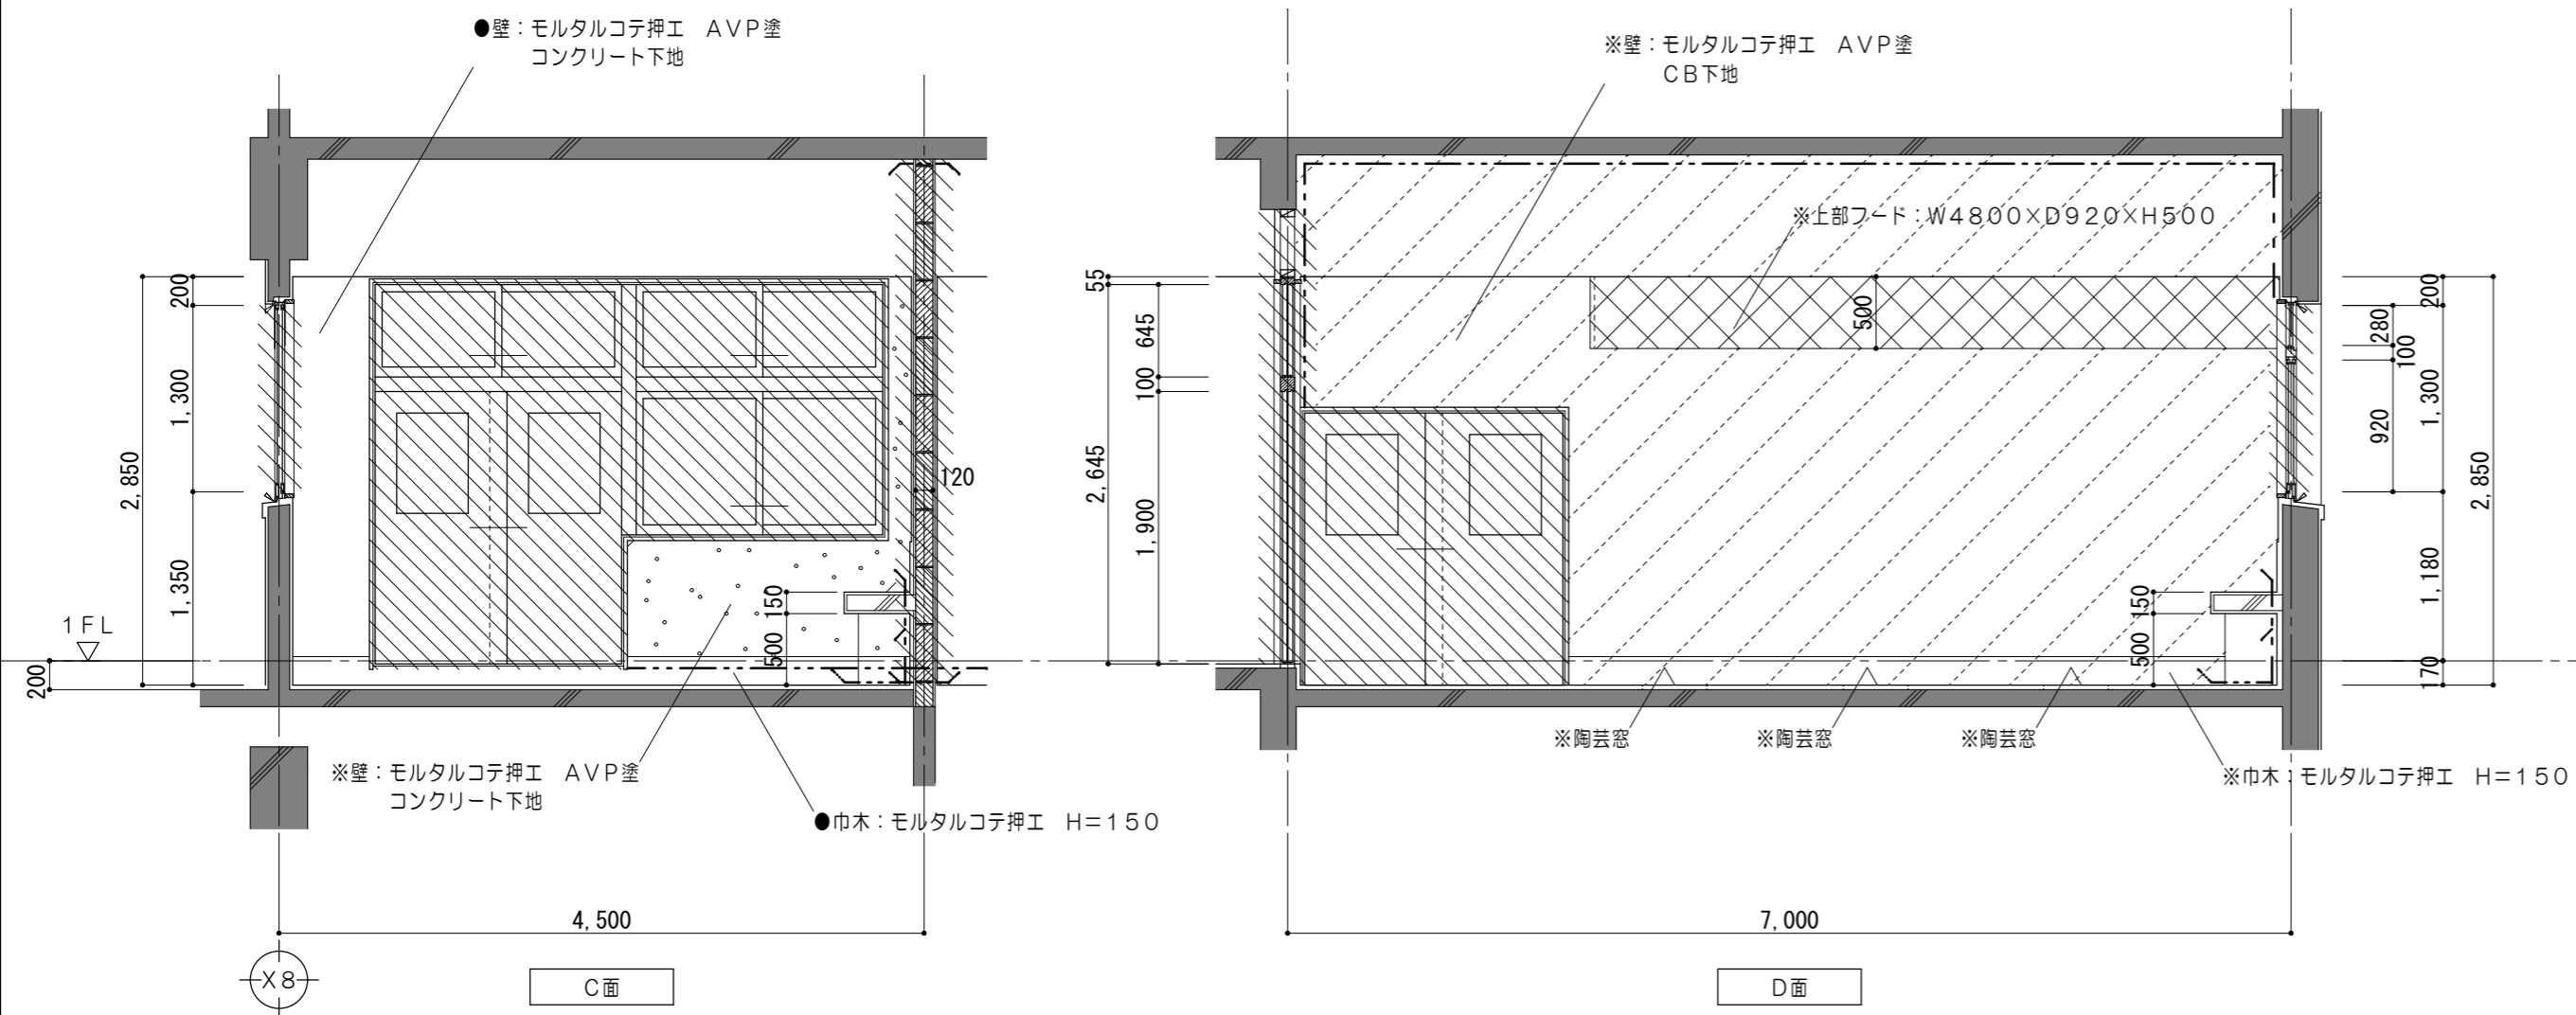 ●壁：モルタルコテ押エ　ＡＶＰ塗
コンクリート下地
※壁：モルタルコテ押エ　ＡＶＰ塗
ＣＢ下地
※上部フード：Ｗ４８００×Ｄ９２０×Ｈ５００
200
1,300
2,850
1,350
1FL
200
120
150
500
55
645
100
2,645
1,900
500
200
280
100
1,300
920
2,850
1,180
150
500
170
※陶芸窓
※陶芸窓
※陶芸窓
※壁：モルタルコテ押エ　ＡＶＰ塗
コンクリート下地
●巾木：モルタルコテ押エ　Ｈ＝１５０
※巾木：モルタルコテ押エ　Ｈ＝１５０
4,500
7,000
X8
C面
D面